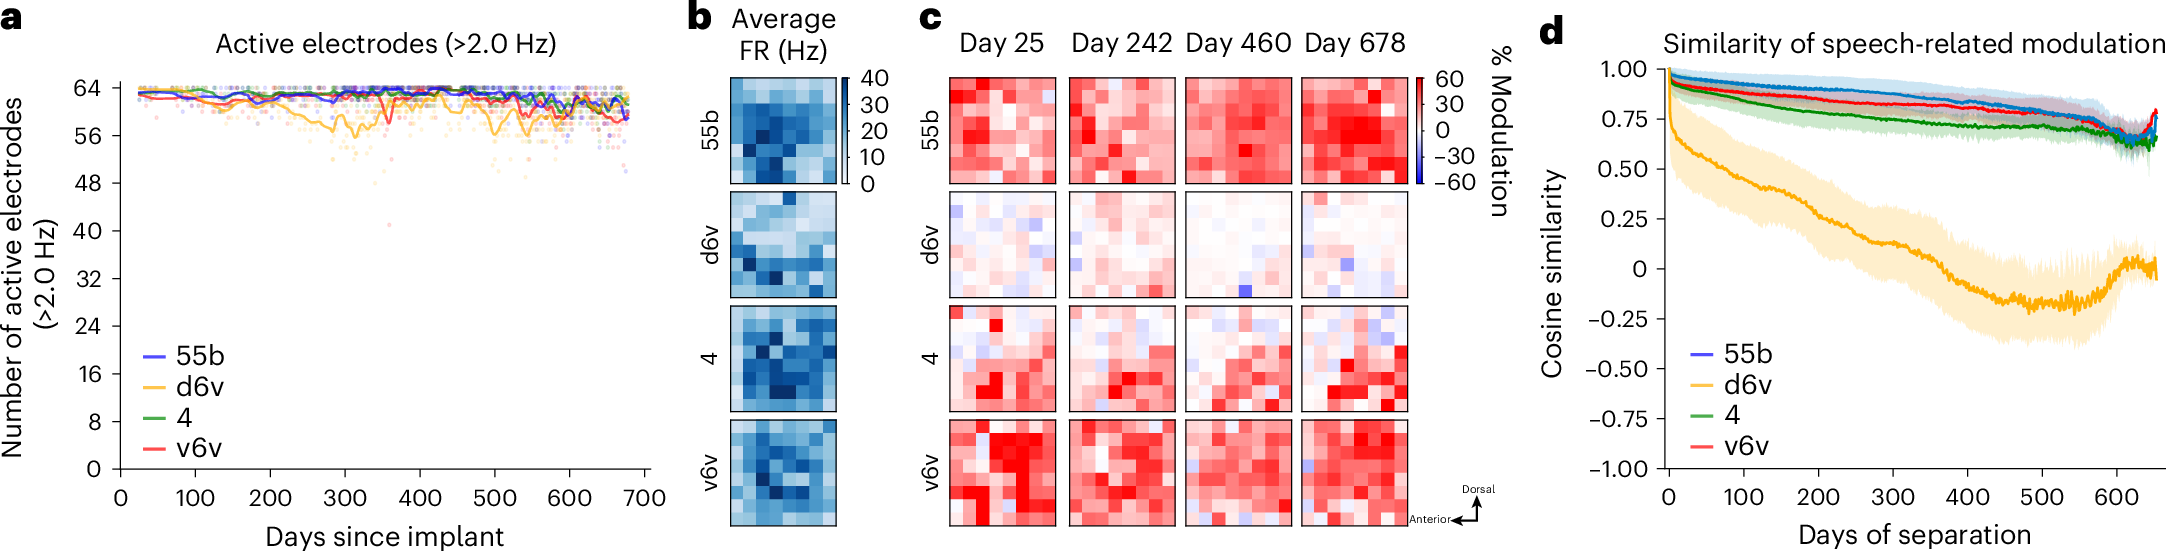 a
Active electrodes (>2.0 Hz)
Number of active electrodes
(>2.0 Hz)
64
56
48
40
32
24
16
8
0
55b
d6v
4
v6v
0 100 200 300 400 500 600 700
Days since implant
b
Average
FR (Hz)
55b
d6v
4
v6v
40
30
20
10
0
c
Day 25 Day 242 Day 460 Day 678
55b
d6v
4
v6v
60
30
0
−30
−60
% Modulation
Dorsal
Anterior
d
Similarity of speech-related modulation
Cosine similarity
1.00
0.75
0.50
0.25
0
−0.25
−0.50
−0.75
−1.00
55b
d6v
4
v6v
0 100 200 300 400 500 600
Days of separation